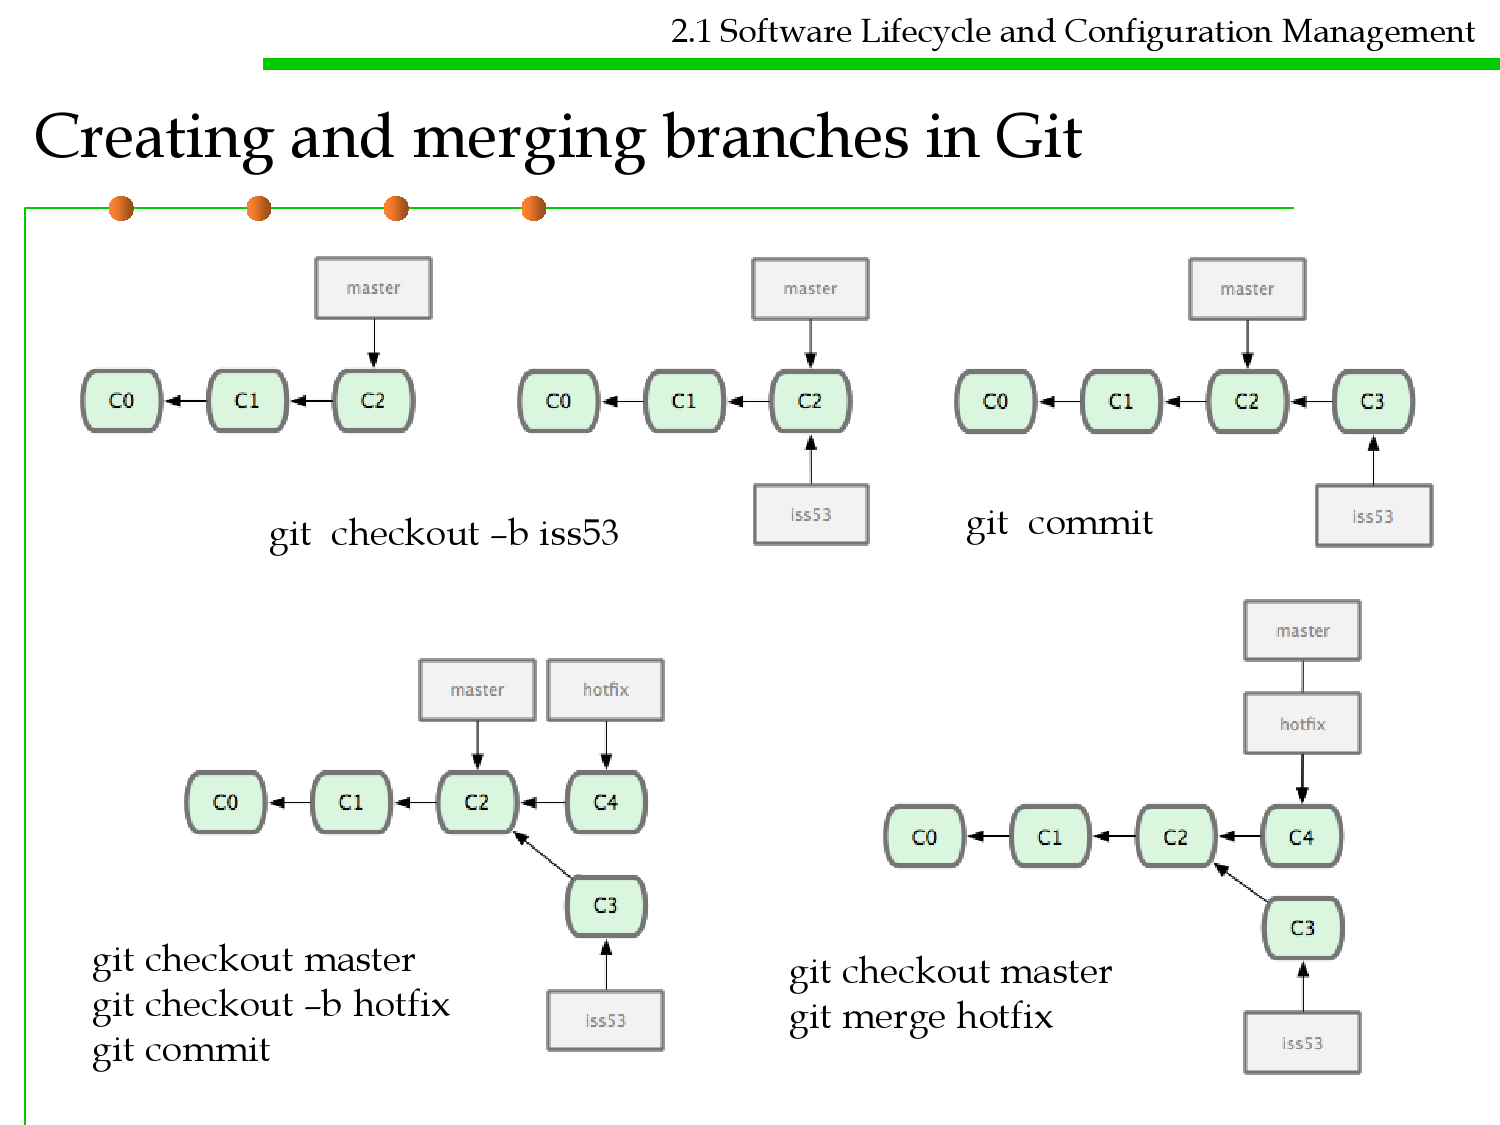 2.1 Software Lifecycle and Configuration Management
Creating and merging branches in Git
master
C0 C1 C2
master
C0 C1 C2
iss53
git checkout –b iss53
master
C0 C1 C2 C3
iss53
git commit
master hotfix
C0 C1 C2 C4
C3
iss53
git checkout master
git checkout –b hotfix
git commit
master
hotfix
C0 C1 C2 C4
C3
iss53
git checkout master
git merge hotfix